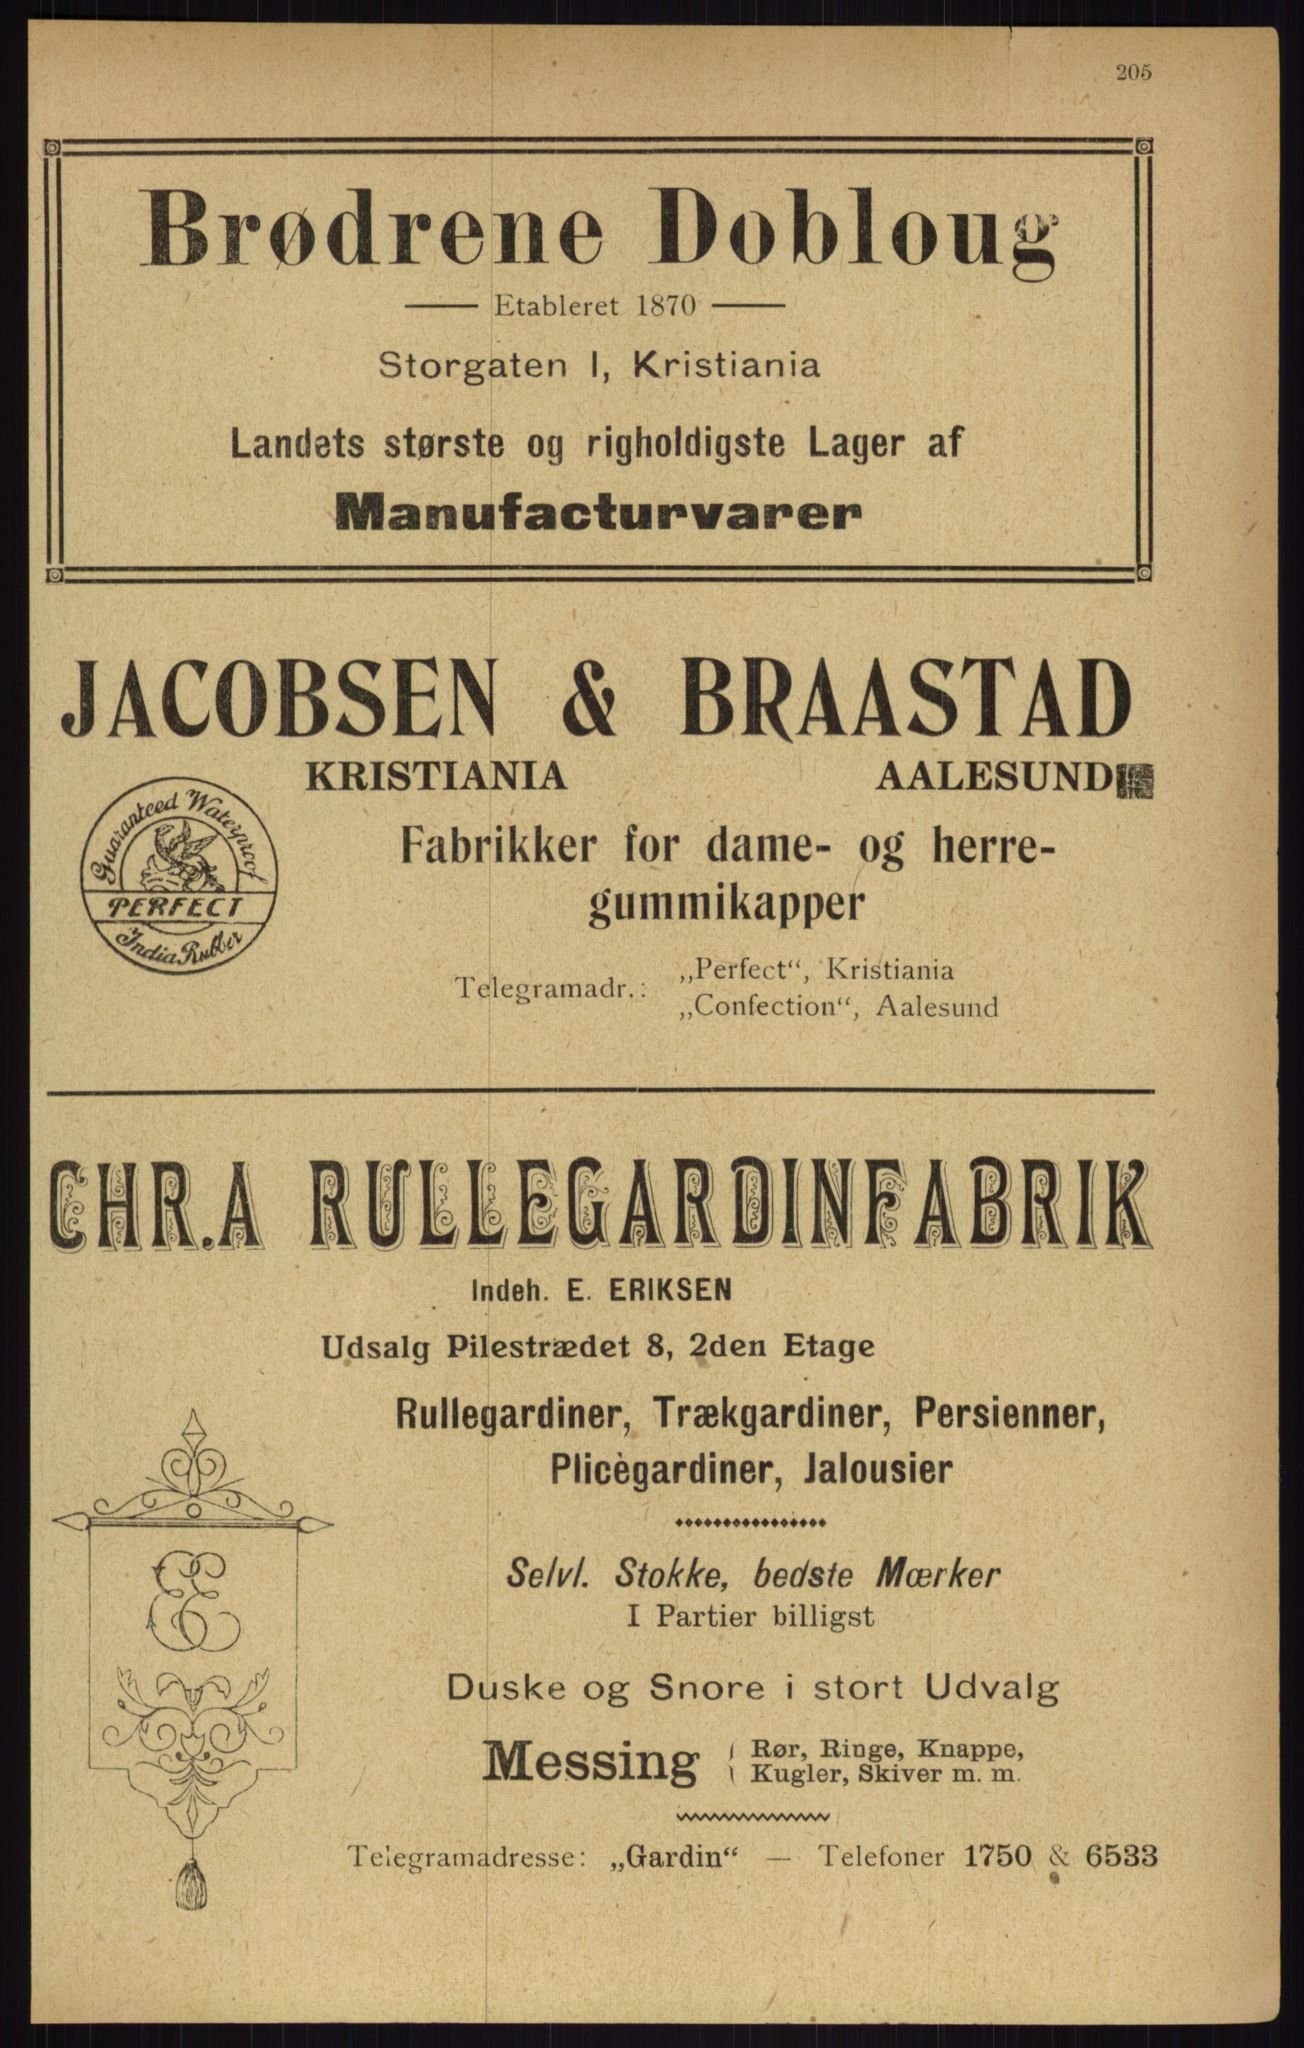 205
Brødrene Dobloug
Etableret 1870
Storgaten 1, Kristiania
Landets største og righoldigste Lager af
Manufacturvarer
JACOBSEN & BRAASTAD
KRISTIANIA AALESUND
Guaranteed Waterproof
PERFECT
India Rubber
Fabrikker for dame- og herre-
gummikapper
Telegramadr.: „Perfect“, Kristiania
„Confection“, Aalesund
CHR.A RULLEGARDINFABRIK
Indeh. E. ERIKSEN
Udsalg Pilestrædet 8, 2den Etage
Rullegardiner, Trækgardiner, Persienner,
Plicègardiner, Jalousier
Selvl. Stokke, bedste Mærker
I Partier billigst
EE
Duske og Snore i stort Udvalg
Messing { Rør, Ringe, Knappe,
Kugler, Skiver m. m.
Telegramadresse: „Gardin“ — Telefoner 1750 & 6533